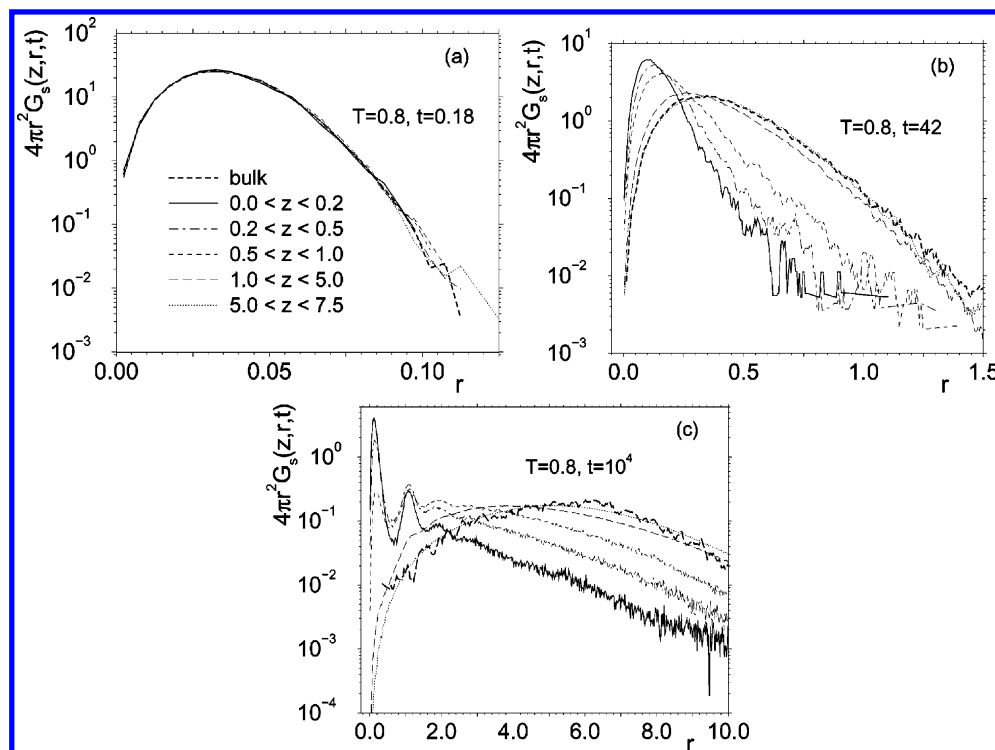 4πr²Gₛ(z,r,t)
10²
10¹
10⁰
10⁻¹
10⁻²
10⁻³
(a)
T=0.8, t=0.18
bulk
0.0 < z < 0.2
0.2 < z < 0.5
0.5 < z < 1.0
1.0 < z < 5.0
5.0 < z < 7.5
0.00 0.05 0.10
r
4πr²Gₛ(z,r,t)
10¹
10⁰
10⁻¹
10⁻²
10⁻³
(b)
T=0.8, t=42
0.0 0.5 1.0 1.5
r
4πr²Gₛ(z,r,t)
10⁰
10⁻¹
10⁻²
10⁻³
10⁻⁴
(c)
T=0.8, t=10⁴
0.0 2.0 4.0 6.0 8.0 10.0
r